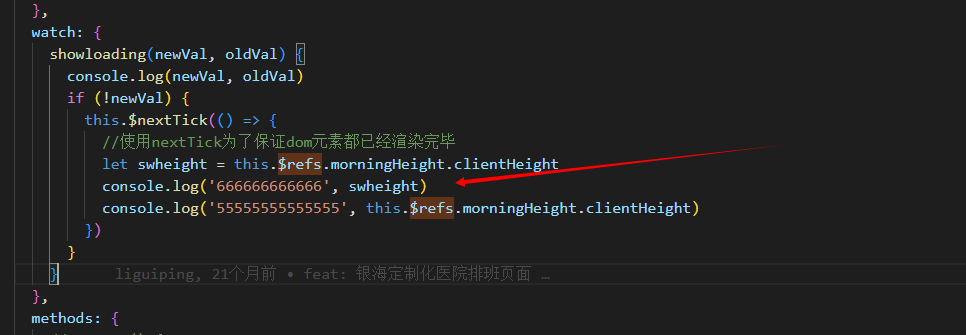 },
watch: {
showloading(newVal, oldVal) {
console.log(newVal, oldVal)
if (!newVal) {
this.$nextTick(() => {
//使用nextTick为了保证dom元素都已经渲染完毕
let swheight = this.$refs.morningHeight.clientHeight
console.log('666666666666', swheight)
console.log('55555555555555', this.$refs.morningHeight.clientHeight)
})
}
} liguiping, 21个月前 • feat: 银海定制化医院排班页面 …
},
methods: {